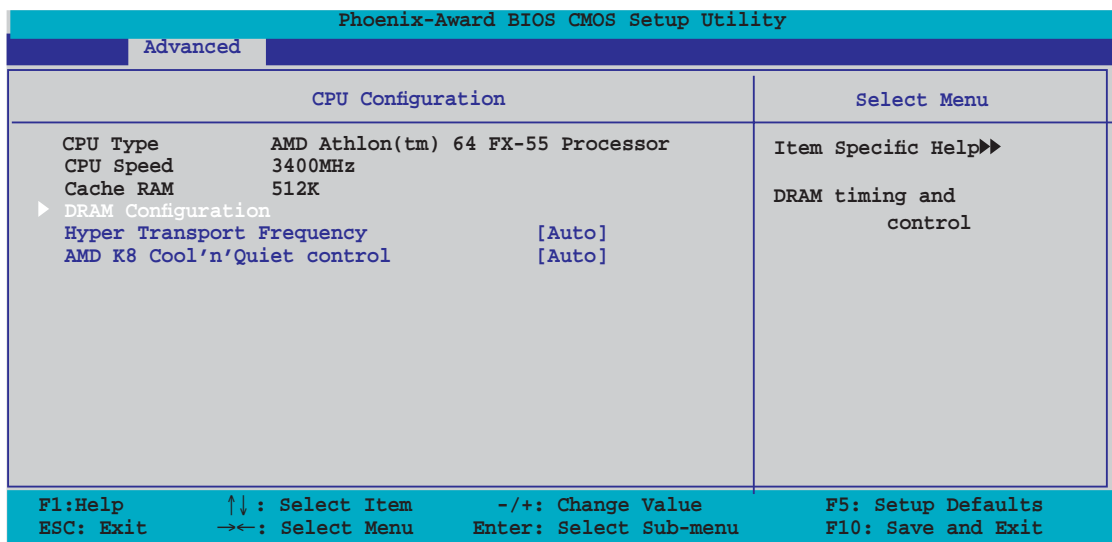 Phoenix-Award BIOS CMOS Setup Utility
Advanced
CPU Configuration
Select Menu
CPU Type AMD Athlon(tm) 64 FX-55 Processor
CPU Speed 3400MHz
Cache RAM 512K
DRAM Configuration
Hyper Transport Frequency [Auto]
AMD K8 Cool'n'Quiet control [Auto]
Item Specific Help
DRAM timing and
control
F1:Help ↑↓: Select Item -/+: Change Value F5: Setup Defaults
ESC: Exit →←: Select Menu Enter: Select Sub-menu F10: Save and Exit